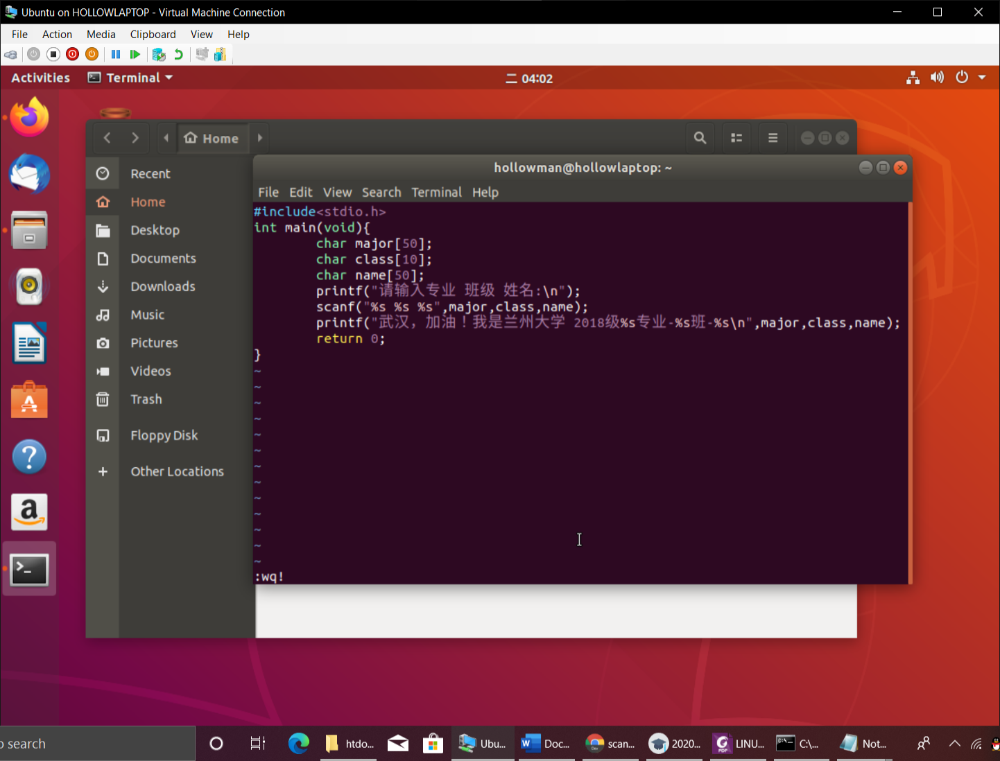 Ubuntu on HOLLOWLAPTOP - Virtual Machine Connection
File Action Media Clipboard View Help
Activities Terminal 二 04:02
Home
Recent
Home
Desktop
Documents
Downloads
Music
Pictures
Videos
Trash
Floppy Disk
Other Locations
hollowman@hollowlaptop: ~
File Edit View Search Terminal Help
#include<stdio.h>
int main(void){
char major[50];
char class[10];
char name[50];
printf("请输入专业 班级 姓名:\n");
scanf("%s %s %s",major,class,name);
printf("武汉，加油！我是兰州大学 2018级%s专业-%s班-%s\n",major,class,name);
return 0;
}
~
~
~
~
~
~
~
~
~
~
~
~
~
:wq!
search htdo... Ubu... Doc... scan... 2020... LINU... C:\... Not...